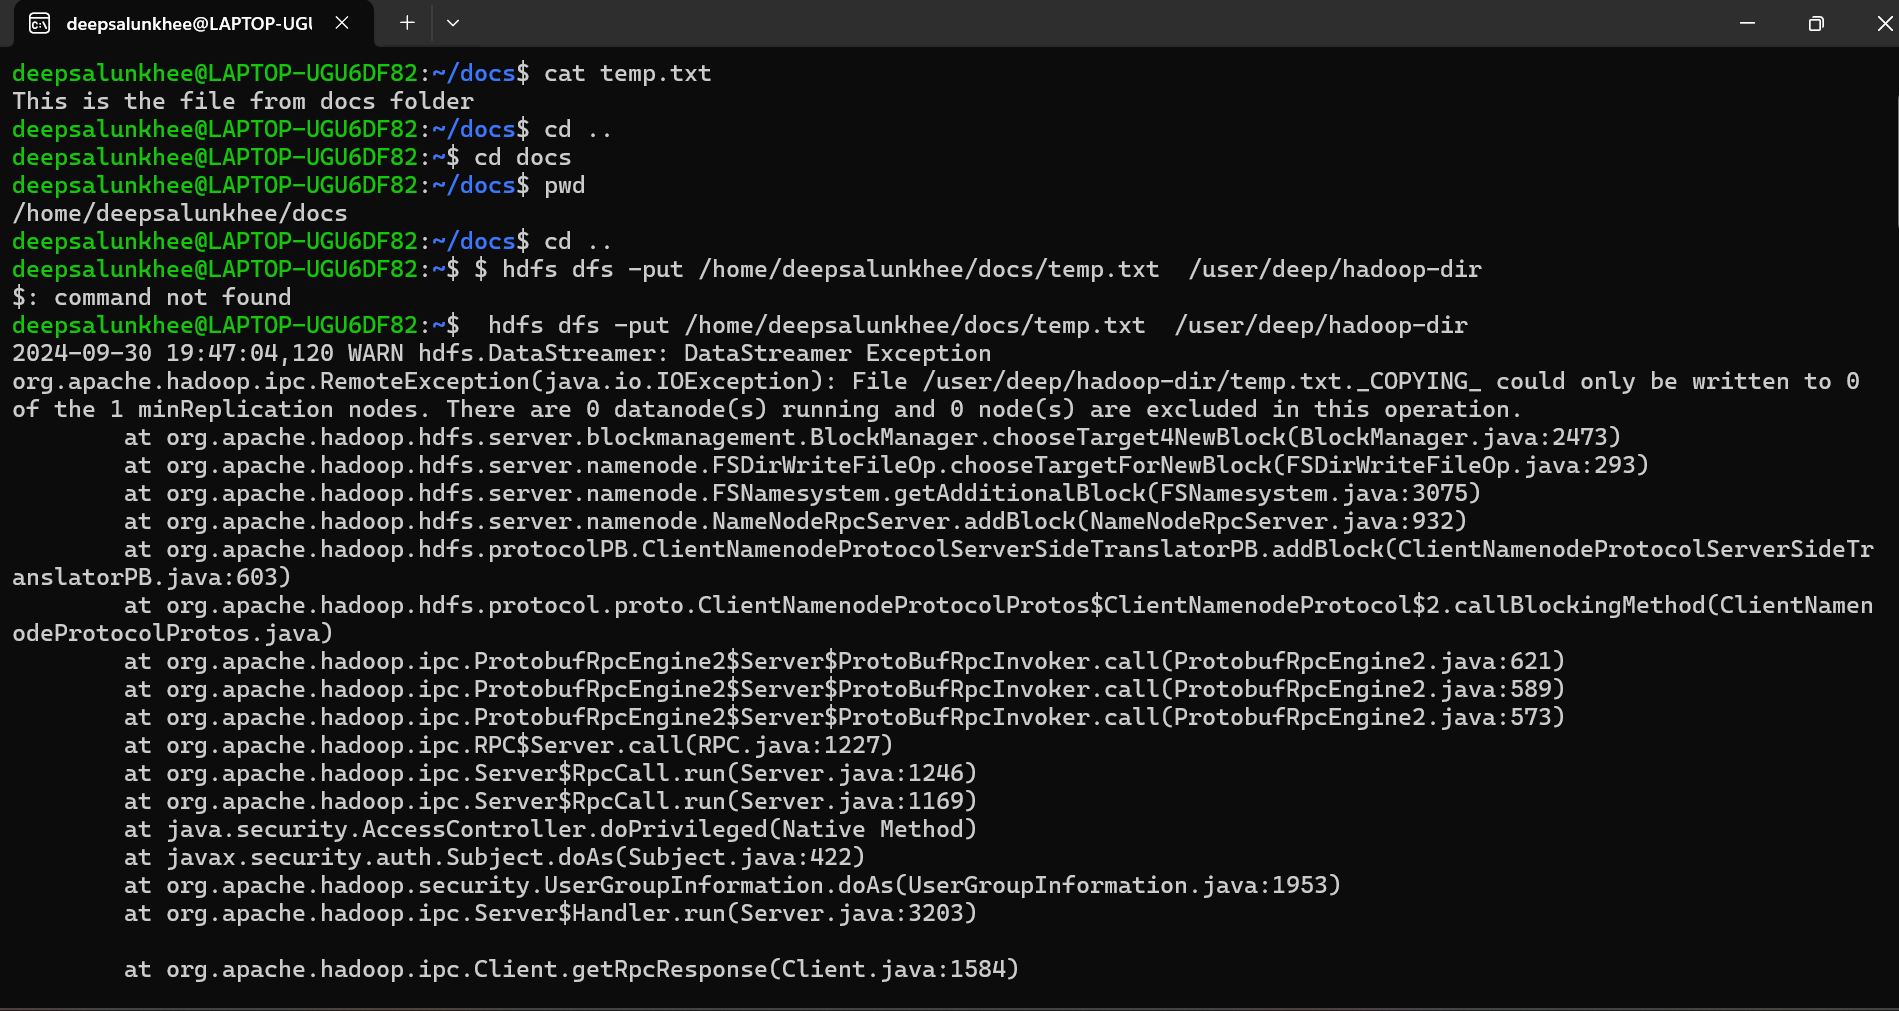 deepsalunkhee@LAPTOP-UGU
deepsalunkhee@LAPTOP-UGU6DF82:~/docs$ cat temp.txt
This is the file from docs folder
deepsalunkhee@LAPTOP-UGU6DF82:~/docs$ cd ..
deepsalunkhee@LAPTOP-UGU6DF82:~$ cd docs
deepsalunkhee@LAPTOP-UGU6DF82:~/docs$ pwd
/home/deepsalunkhee/docs
deepsalunkhee@LAPTOP-UGU6DF82:~/docs$ cd ..
deepsalunkhee@LAPTOP-UGU6DF82:~$ $ hdfs dfs -put /home/deepsalunkhee/docs/temp.txt  /user/deep/hadoop-dir
$: command not found
deepsalunkhee@LAPTOP-UGU6DF82:~$  hdfs dfs -put /home/deepsalunkhee/docs/temp.txt  /user/deep/hadoop-dir
2024-09-30 19:47:04,120 WARN hdfs.DataStreamer: DataStreamer Exception
org.apache.hadoop.ipc.RemoteException(java.io.IOException): File /user/deep/hadoop-dir/temp.txt._COPYING_ could only be written to 0
of the 1 minReplication nodes. There are 0 datanode(s) running and 0 node(s) are excluded in this operation.
        at org.apache.hadoop.hdfs.server.blockmanagement.BlockManager.chooseTarget4NewBlock(BlockManager.java:2473)
        at org.apache.hadoop.hdfs.server.namenode.FSDirWriteFileOp.chooseTargetForNewBlock(FSDirWriteFileOp.java:293)
        at org.apache.hadoop.hdfs.server.namenode.FSNamesystem.getAdditionalBlock(FSNamesystem.java:3075)
        at org.apache.hadoop.hdfs.server.namenode.NameNodeRpcServer.addBlock(NameNodeRpcServer.java:932)
        at org.apache.hadoop.hdfs.protocolPB.ClientNamenodeProtocolServerSideTranslatorPB.addBlock(ClientNamenodeProtocolServerSideTr
anslatorPB.java:603)
        at org.apache.hadoop.hdfs.protocol.proto.ClientNamenodeProtocolProtos$ClientNamenodeProtocol$2.callBlockingMethod(ClientNamen
odeProtocolProtos.java)
        at org.apache.hadoop.ipc.ProtobufRpcEngine2$Server$ProtoBufRpcInvoker.call(ProtobufRpcEngine2.java:621)
        at org.apache.hadoop.ipc.ProtobufRpcEngine2$Server$ProtoBufRpcInvoker.call(ProtobufRpcEngine2.java:589)
        at org.apache.hadoop.ipc.ProtobufRpcEngine2$Server$ProtoBufRpcInvoker.call(ProtobufRpcEngine2.java:573)
        at org.apache.hadoop.ipc.RPC$Server.call(RPC.java:1227)
        at org.apache.hadoop.ipc.Server$RpcCall.run(Server.java:1246)
        at org.apache.hadoop.ipc.Server$RpcCall.run(Server.java:1169)
        at java.security.AccessController.doPrivileged(Native Method)
        at javax.security.auth.Subject.doAs(Subject.java:422)
        at org.apache.hadoop.security.UserGroupInformation.doAs(UserGroupInformation.java:1953)
        at org.apache.hadoop.ipc.Server$Handler.run(Server.java:3203)
        at org.apache.hadoop.ipc.Client.getRpcResponse(Client.java:1584)